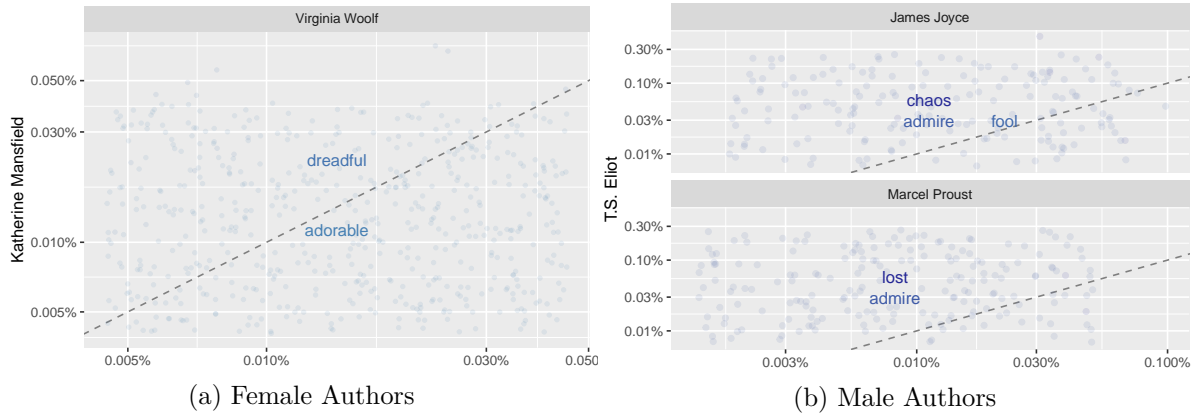 Virginia Woolf
Katherine Mansfield
0.050%
0.030%
0.010%
0.005%
dreadful
adorable
0.005%
0.010%
0.030%
0.050%
(a) Female Authors
James Joyce
T.S. Eliot
0.30%
0.10%
0.03%
0.01%
chaos
admire
fool
Marcel Proust
0.30%
0.10%
0.03%
0.01%
lost
admire
0.003%
0.010%
0.030%
0.100%
(b) Male Authors